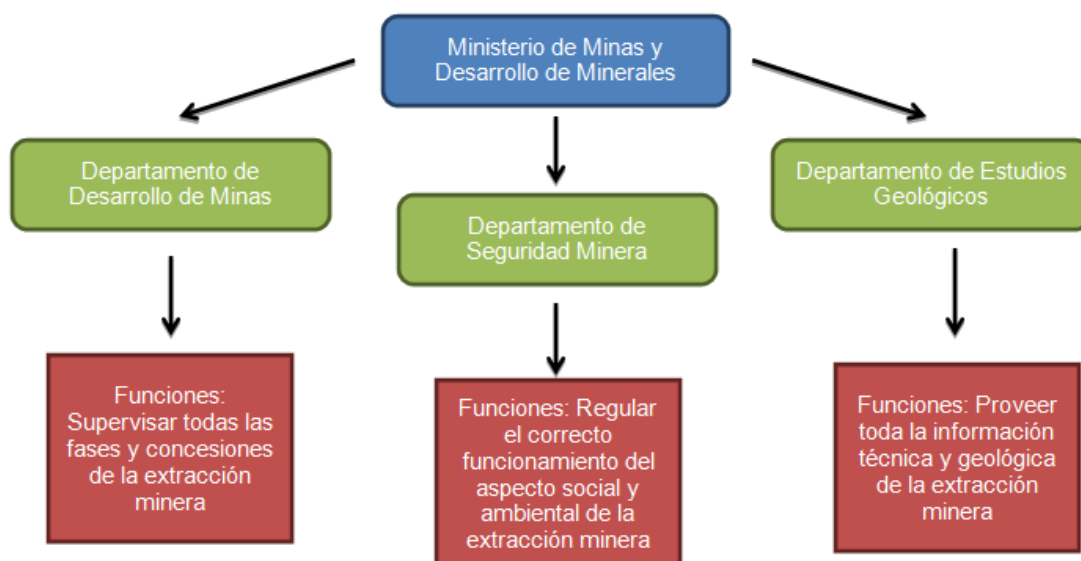 Ministerio de Minas y
Desarrollo de Minerales
Departamento de
Desarrollo de Minas
Departamento de
Seguridad Minera
Departamento de Estudios
Geológicos
Funciones:
Supervisar todas las
fases y concesiones
de la extracción
minera
Funciones: Regular
el correcto
funcionamiento del
aspecto social y
ambiental de la
extracción minera
Funciones: Proveer
toda la información
técnica y geológica
de la extracción
minera